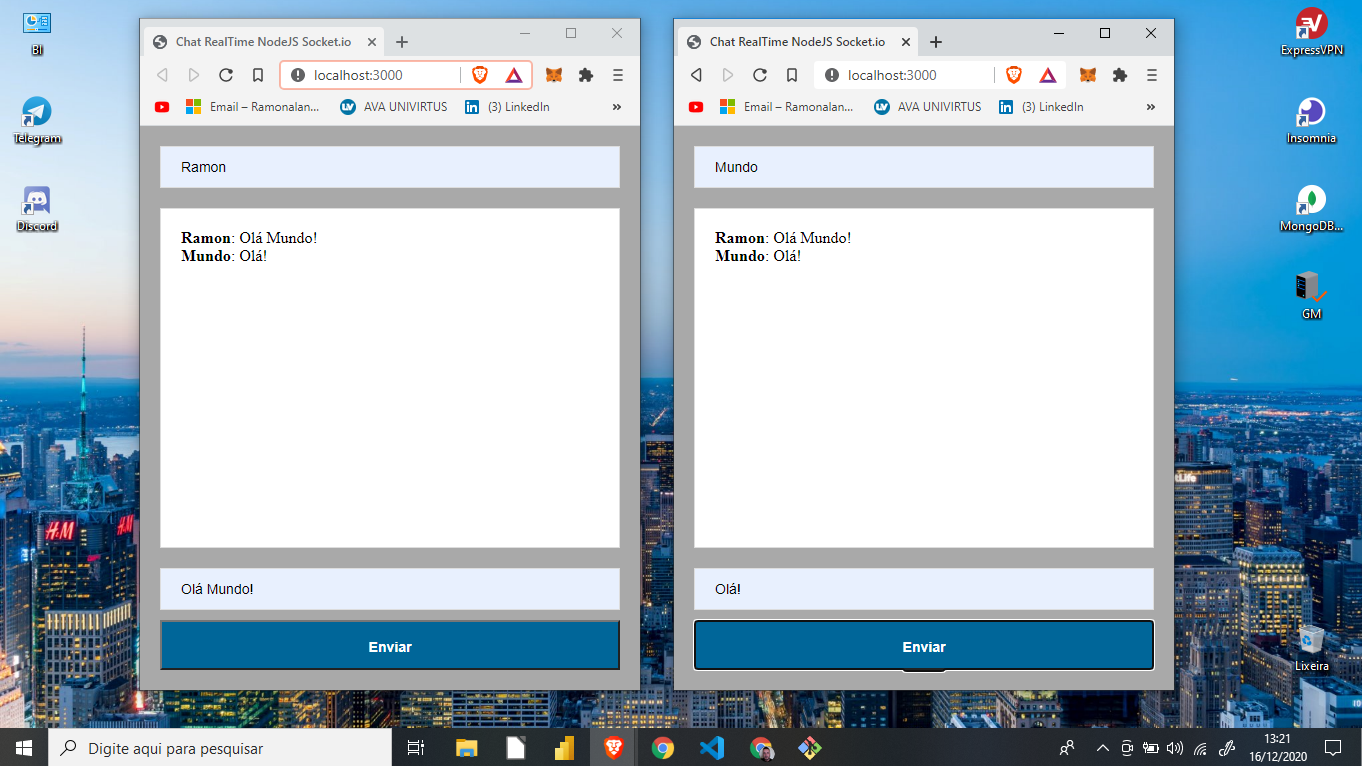 BI
Telegram
Discord
Chat RealTime NodeJS Socket.io
localhost:3000
Email – Ramonalan...
AVA UNIVIRTUS
(3) LinkedIn
Ramon
Ramon: Olá Mundo!
Mundo: Olá!
Olá Mundo!
Enviar
Chat RealTime NodeJS Socket.io
localhost:3000
Email – Ramonalan...
AVA UNIVIRTUS
(3) LinkedIn
Mundo
Ramon: Olá Mundo!
Mundo: Olá!
Olá!
Enviar
ExpressVPN
Insomnia
MongoDB...
GM
Lixeira
H&M
H&M
Digite aqui para pesquisar
13:21
16/12/2020